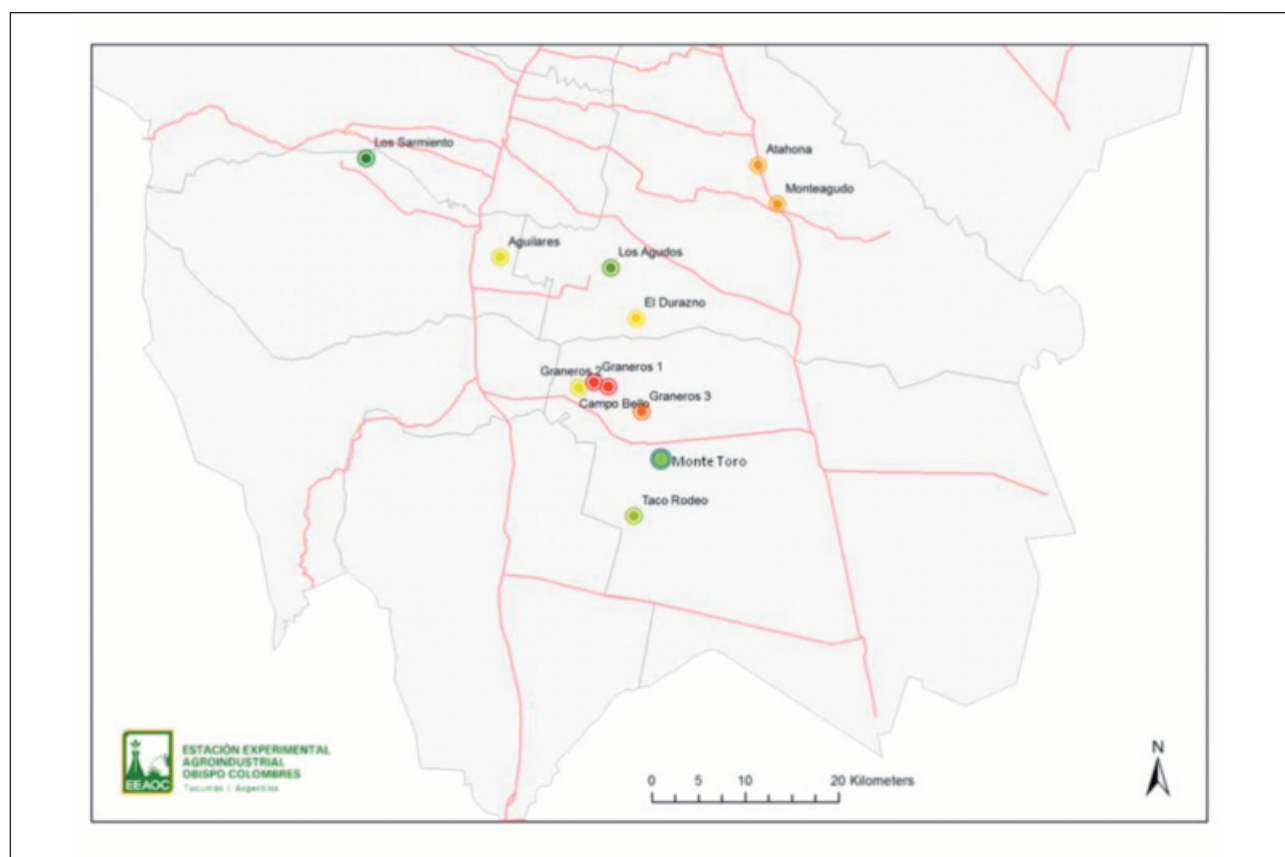 Los Sarmiento
Atahona
Monteagudo
Aguilares
Los Agudos
El Durazno
Graneros 2
Graneros 1
Campo Bello
Graneros 3
Monte Toro
Taco Rodeo
EEAOC
ESTACIÓN EXPERIMENTAL
AGROINDUSTRIAL
OBISPO COLOMBRES
Tucumán | Argentina
0 5 10 20 Kilometers
N